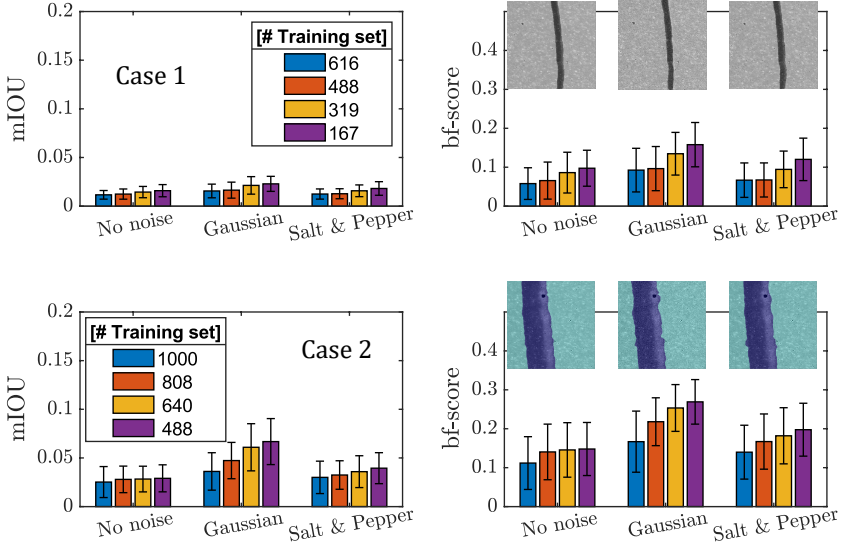 0.2
0.15
0.1
0.05
0
mIOU
Case 1
[# Training set]
616
488
319
167
No noise
Gaussian
Salt & Pepper
0.4
0.3
0.2
0.1
0
bf-score
No noise
Gaussian
Salt & Pepper
0.2
0.15
0.1
0.05
0
mIOU
[# Training set]
1000
808
640
488
Case 2
No noise
Gaussian
Salt & Pepper
0.4
0.3
0.2
0.1
0
bf-score
No noise
Gaussian
Salt & Pepper